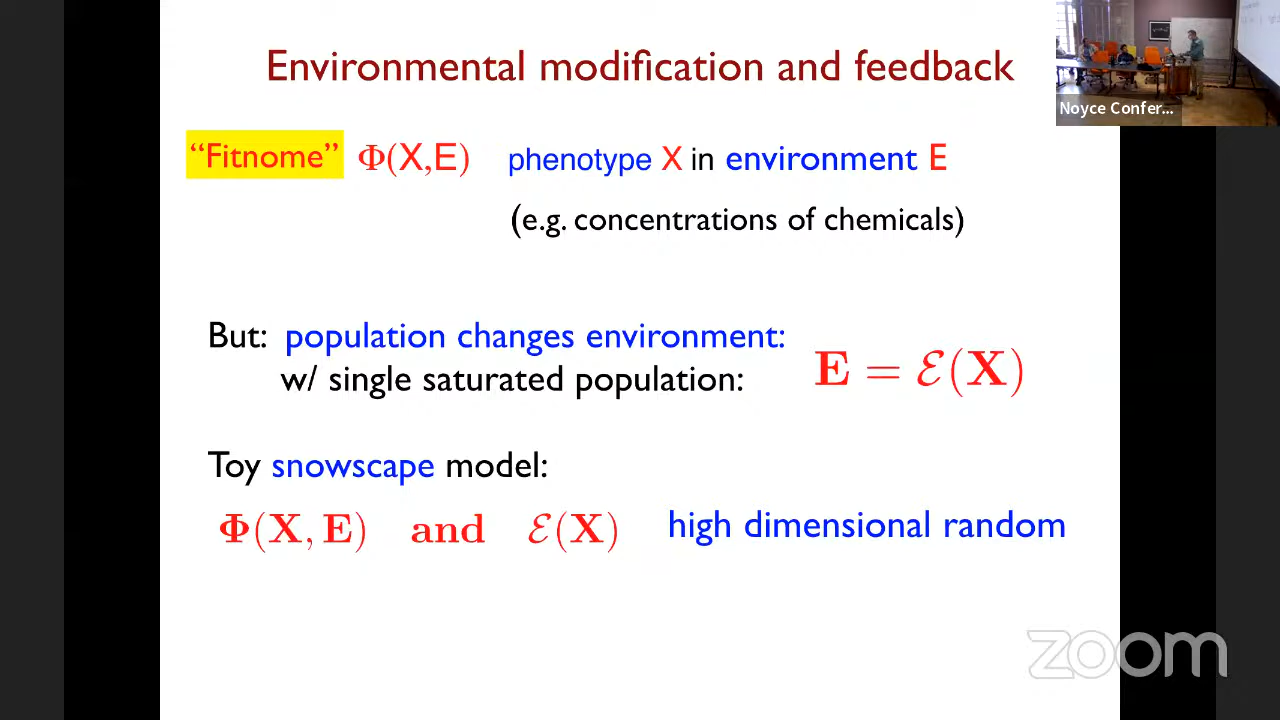 Environmental modification and feedback
Noyce Confer...
“Fitnome” Φ(X,E) phenotype X in environment E
(e.g. concentrations of chemicals)
But: population changes environment:
w/ single saturated population: E = ℰ(X)
Toy snowscape model:
Φ(X, E) and ℰ(X) high dimensional random
zoom